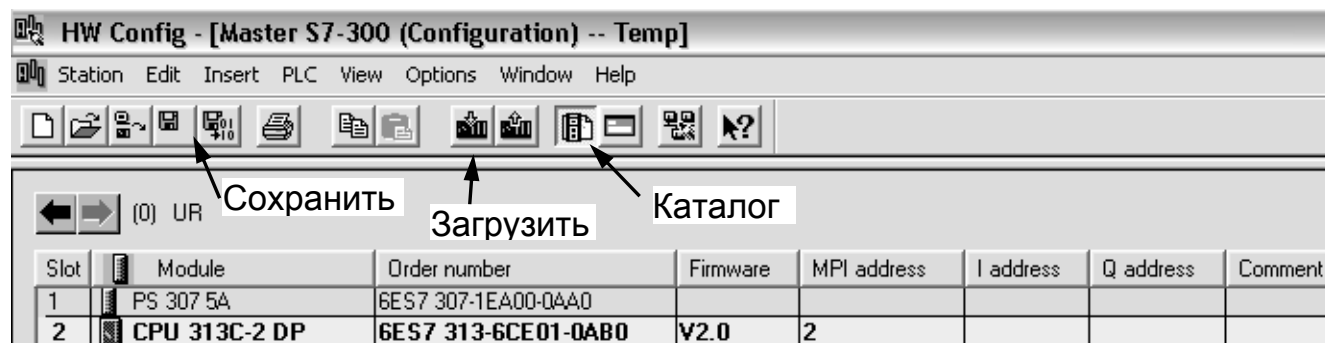 HW Config - [Master S7-300 (Configuration) -- Temp]
Station Edit Insert PLC View Options Window Help
Сохранить
Загрузить
Каталог
(0) UR
Slot Module Order number Firmware MPI address I address Q address Comment
1 PS 307 5A 6ES7 307-1EA00-0AA0
2 CPU 313C-2 DP 6ES7 313-6CE01-0AB0 V2.0 2